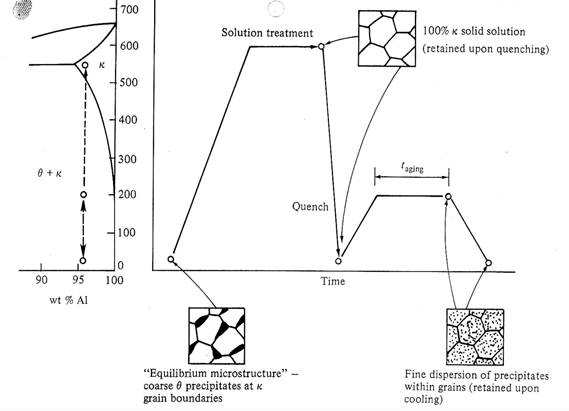 700
600
500
400
300
200
100
0
κ
θ + κ
90 95 100
wt % Al
Solution treatment
100% κ solid solution
(retained upon quenching)
t aging
Quench
Time
“Equilibrium microstructure” –
coarse θ precipitates at κ
grain boundaries
Fine dispersion of precipitates
within grains (retained upon
cooling)